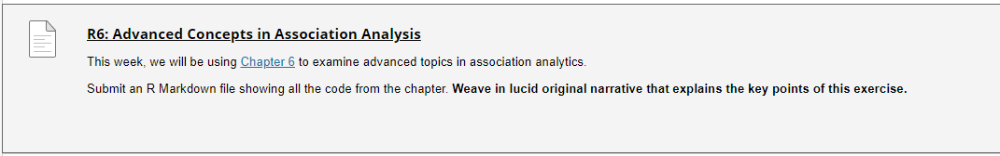 R6: Advanced Concepts in Association Analysis
This week, we will be using Chapter 6 to examine advanced topics in association analytics.
Submit an R Markdown file showing all the code from the chapter. Weave in lucid original narrative that explains the key points of this exercise.